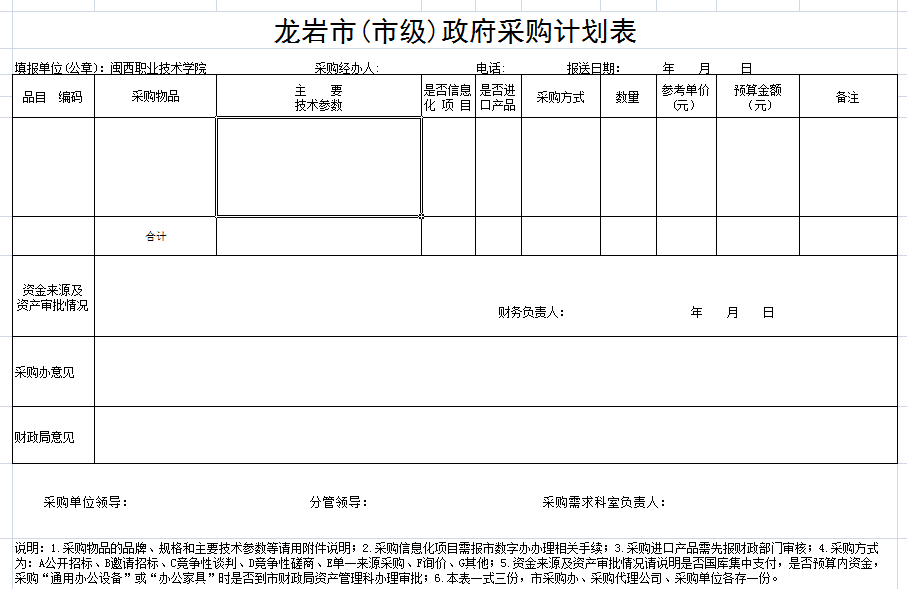 龙岩市(市级)政府采购计划表
填报单位(公章): 闽西职业技术学院 采购经办人: 电话: 报送日期: 年 月 日
品目 编码 采购物品 主 要 技术参数 是否信息化 项 目 是否进口产品 采购方式 数量 参考单价(元) 预算金额(元) 备注
合计
资金来源及
资产审批情况
财务负责人: 年 月 日
采购办意见
财政局意见
采购单位领导: 分管领导: 采购需求科室负责人:
说明: 1.采购物品的品牌、规格和主要技术参数等请用附件说明; 2.采购信息化项目需报市数字办办理相关手续; 3.采购进口产品需先报财政部门审核; 4.采购方式
为: A公开招标、B邀请招标、C竞争性谈判、D竞争性磋商、E单一来源采购、F询价、G其他; 5.资金来源及资产审批情况请说明是否国库集中支付, 是否预算内资金,
采购“通用办公设备”或“办公家具”时是否到市财政局资产管理科办理审批; 6.本表一式三份, 市采购办、采购代理公司、采购单位各存一份。